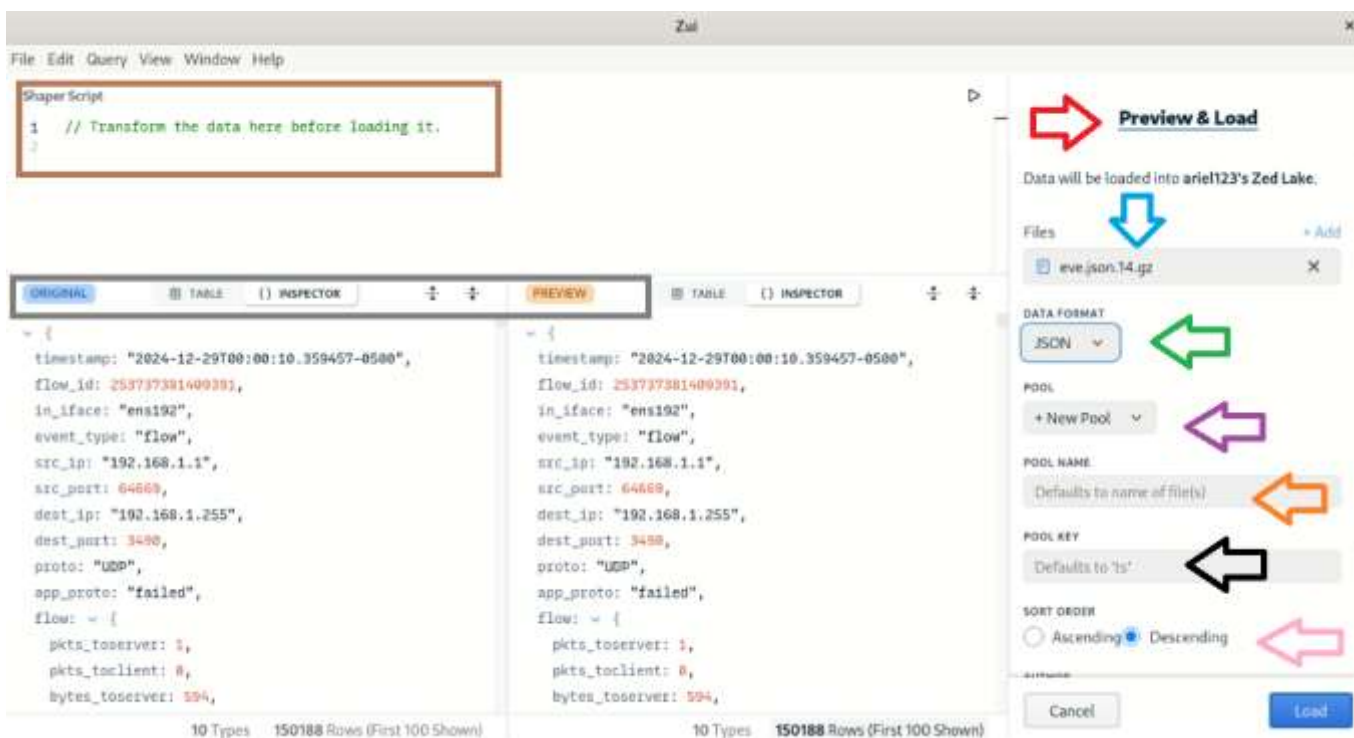 Zui
File Edit Query View Window Help
Shaper Script
1 // Transform the data here before loading it.
2
Preview & Load
Data will be loaded into ariel123's Zed Lake.
Files + Add
eve.json.14.gz
DATA FORMAT
JSON
POOL
+ New Pool
POOL NAME
Defaults to name of file(s)
POOL KEY
Defaults to 'ts'
SORT ORDER
Ascending Descending
AUTHOR
Cancel Load
ORIGINAL TABLE {} INSPECTOR
{
timestamp: "2024-12-29T00:00:10.359457-0500",
flow_id: 253737381409391,
in_iface: "ens192",
event_type: "flow",
src_ip: "192.168.1.1",
src_port: 64669,
dest_ip: "192.168.1.255",
dest_port: 3490,
proto: "UDP",
app_proto: "failed",
flow: {
pkts_toserver: 1,
pkts_toclient: 0,
bytes_toserver: 594,
10 Types 150188 Rows (First 100 Shown)
PREVIEW TABLE {} INSPECTOR
{
timestamp: "2024-12-29T00:00:10.359457-0500",
flow_id: 253737381409391,
in_iface: "ens192",
event_type: "flow",
src_ip: "192.168.1.1",
src_port: 64669,
dest_ip: "192.168.1.255",
dest_port: 3490,
proto: "UDP",
app_proto: "failed",
flow: {
pkts_toserver: 1,
pkts_toclient: 0,
bytes_toserver: 594,
10 Types 150188 Rows (First 100 Shown)